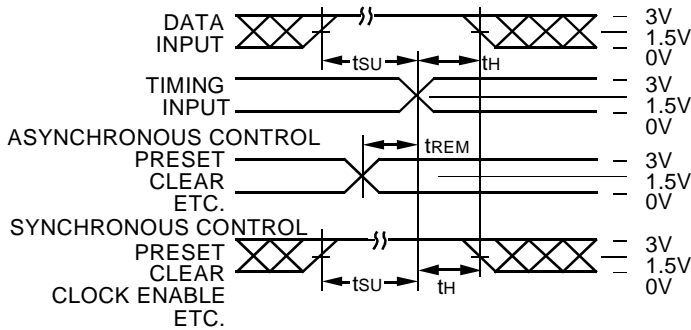 DATA
INPUT
tSU
tH
3V
1.5V
0V
TIMING
INPUT
3V
1.5V
0V
ASYNCHRONOUS CONTROL
PRESET
CLEAR
ETC.
tREM
3V
1.5V
0V
SYNCHRONOUS CONTROL
PRESET
CLEAR
CLOCK ENABLE
ETC.
tSU
tH
3V
1.5V
0V